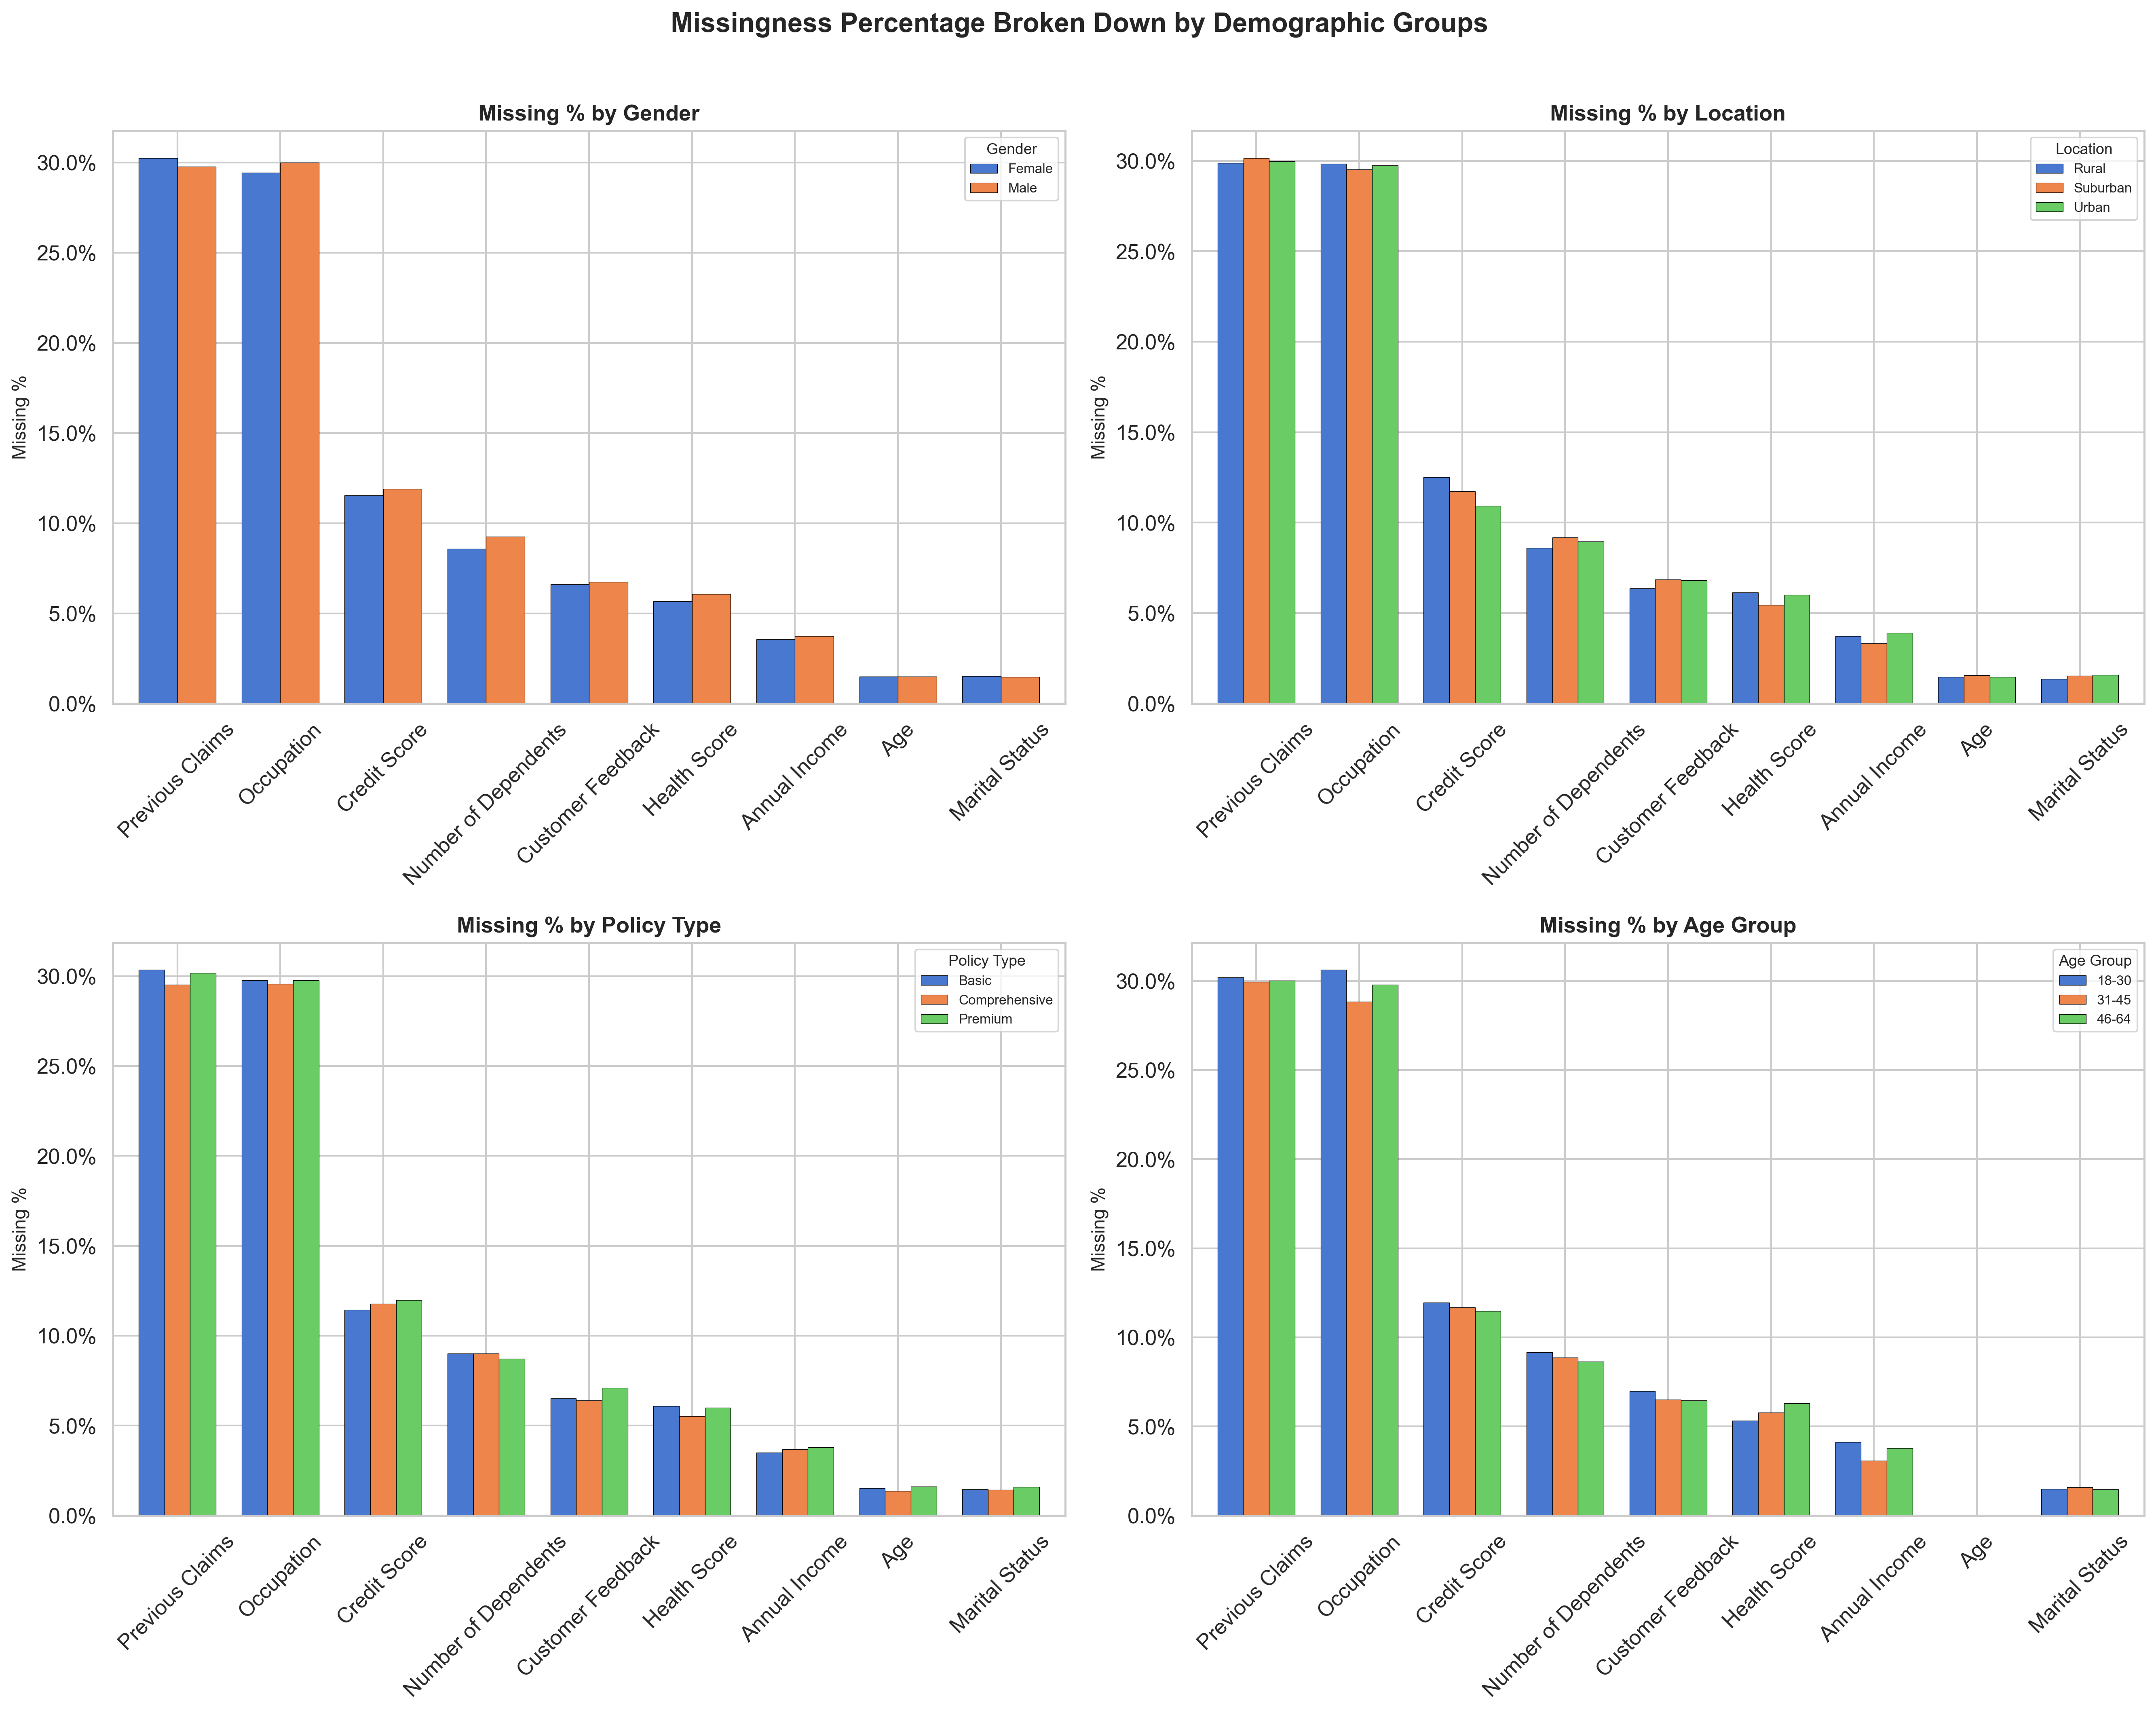 Missingness Percentage Broken Down by Demographic Groups
Missing % by Gender
Missing %
30.0%
25.0%
20.0%
15.0%
10.0%
5.0%
0.0%
Gender
Female
Male
Previous Claims
Occupation
Credit Score
Number of Dependents
Customer Feedback
Health Score
Annual Income
Age
Marital Status
Missing % by Location
Missing %
30.0%
25.0%
20.0%
15.0%
10.0%
5.0%
0.0%
Location
Rural
Suburban
Urban
Previous Claims
Occupation
Credit Score
Number of Dependents
Customer Feedback
Health Score
Annual Income
Age
Marital Status
Missing % by Policy Type
Missing %
30.0%
25.0%
20.0%
15.0%
10.0%
5.0%
0.0%
Policy Type
Basic
Comprehensive
Premium
Previous Claims
Occupation
Credit Score
Number of Dependents
Customer Feedback
Health Score
Annual Income
Age
Marital Status
Missing % by Age Group
Missing %
30.0%
25.0%
20.0%
15.0%
10.0%
5.0%
0.0%
Age Group
18-30
31-45
46-64
Previous Claims
Occupation
Credit Score
Number of Dependents
Customer Feedback
Health Score
Annual Income
Age
Marital Status